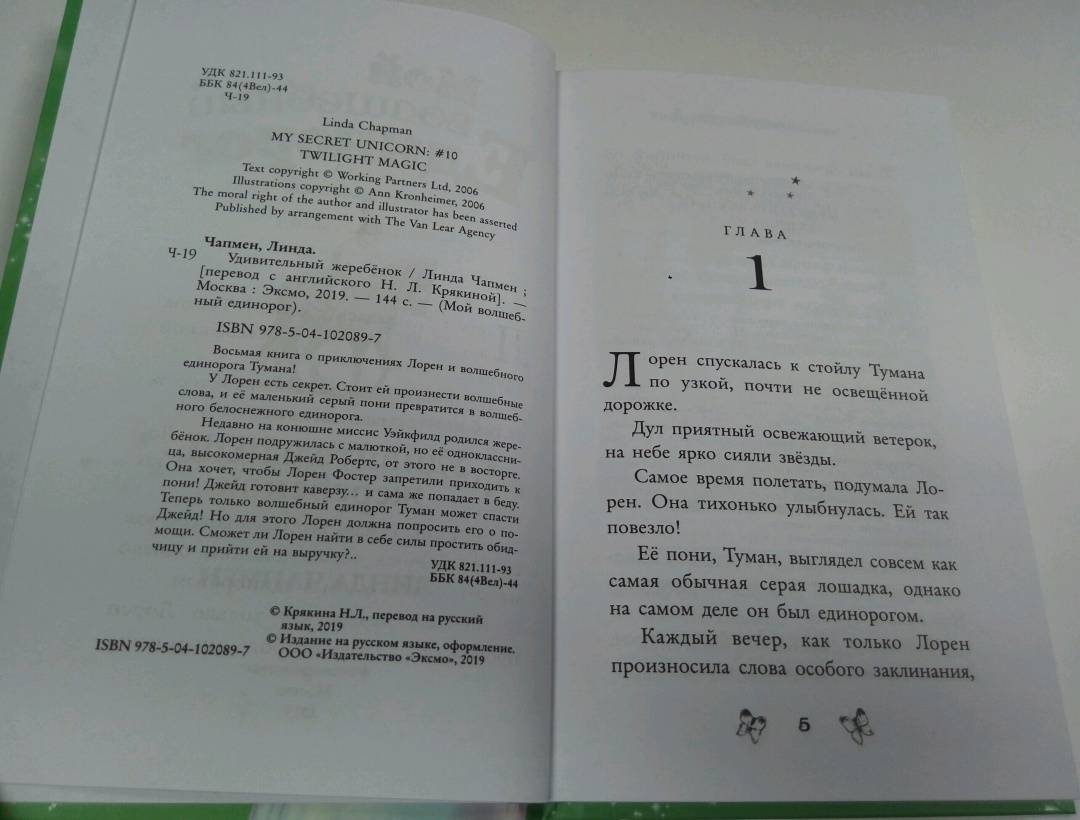 УДК 821.111-93
ББК 84(4Вел)-44
Ч-19
Linda Chapman
MY SECRET UNICORN: #10
TWILIGHT MAGIC
Text copyright © Working Partners Ltd, 2006
Illustrations copyright © Ann Kronheimer, 2006
The moral right of the author and illustrator has been asserted
Published by arrangement with The Van Lear Agency
Чапмен, Линда.
Ч-19
Удивительный жеребёнок / Линда Чапмен ;
[перевод с английского Н. Л. Крякиной]. —
Москва : Эксмо, 2019. — 144 с. — (Мой волшеб-
ный единорог).
ISBN 978-5-04-102089-7
Восьмая книга о приключениях Лорен и волшебного
единорога Тумана!
У Лорен есть секрет. Стоит ей произнести волшебные
слова, и её маленький серый пони превратится в волшеб-
ного белоснежного единорога.
Недавно на конюшне миссис Уэйкфилд родился жере-
бёнок. Лорен подружилась с малюткой, но её одноклассни-
ца, высокомерная Джейд Робертс, от этого не в восторге.
Она хочет, чтобы Лорен Фостер запретили приходить к
пони! Джейд готовит каверзу... и сама же попадает в беду.
Теперь только волшебный единорог Туман может спасти
Джейд! Но для этого Лорен должна попросить его о по-
мощи. Сможет ли Лорен найти в себе силы простить обид-
чицу и прийти ей на выручку?..
УДК 821.111-93
ББК 84(4Вел)-44
© Крякина Н.Л., перевод на русский
язык, 2019
© Издание на русском языке, оформление.
ООО «Издательство «Эксмо», 2019
ISBN 978-5-04-102089-7
ГЛАВА
1
Лорен спускалась к стойлу Тумана
по узкой, почти не освещённой
дорожке.
Дул приятный освежающий ветерок,
на небе ярко сияли звёзды.
Самое время полетать, подумала Ло-
рен. Она тихонько улыбнулась. Ей так
повезло!
Её пони, Туман, выглядел совсем как
самая обычная серая лошадка, однако
на самом деле он был единорогом.
Каждый вечер, как только Лорен
произносила слова особого заклинания,
5